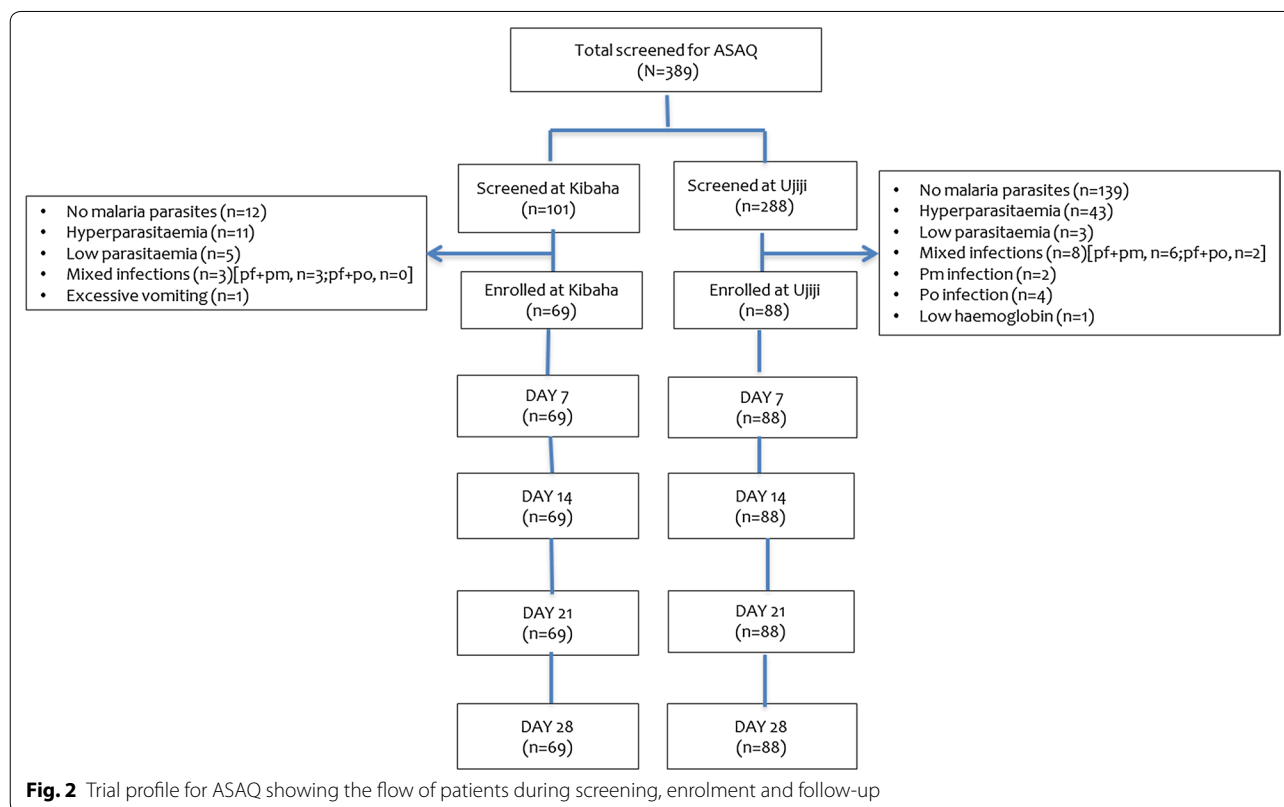 Total screened for ASAQ
(N=389)
Screened at Kibaha
(n=101)
Screened at Ujiji
(n=288)
• No malaria parasites (n=12)
• Hyperparasitaemia (n=11)
• Low parasitaemia (n=5)
• Mixed infections (n=3)[pf+pm, n=3;pf+po, n=0]
• Excessive vomiting (n=1)
• No malaria parasites (n=139)
• Hyperparasitaemia (n=43)
• Low parasitaemia (n=3)
• Mixed infections (n=8)[pf+pm, n=6;pf+po, n=2]
• Pm infection (n=2)
• Po infection (n=4)
• Low haemoglobin (n=1)
Enrolled at Kibaha
(n=69)
Enrolled at Ujiji
(n=88)
DAY 7
(n=69)
DAY 7
(n=88)
DAY 14
(n=69)
DAY 14
(n=88)
DAY 21
(n=69)
DAY 21
(n=88)
DAY 28
(n=69)
DAY 28
(n=88)
Fig. 2 Trial profile for ASAQ showing the flow of patients during screening, enrolment and follow-up